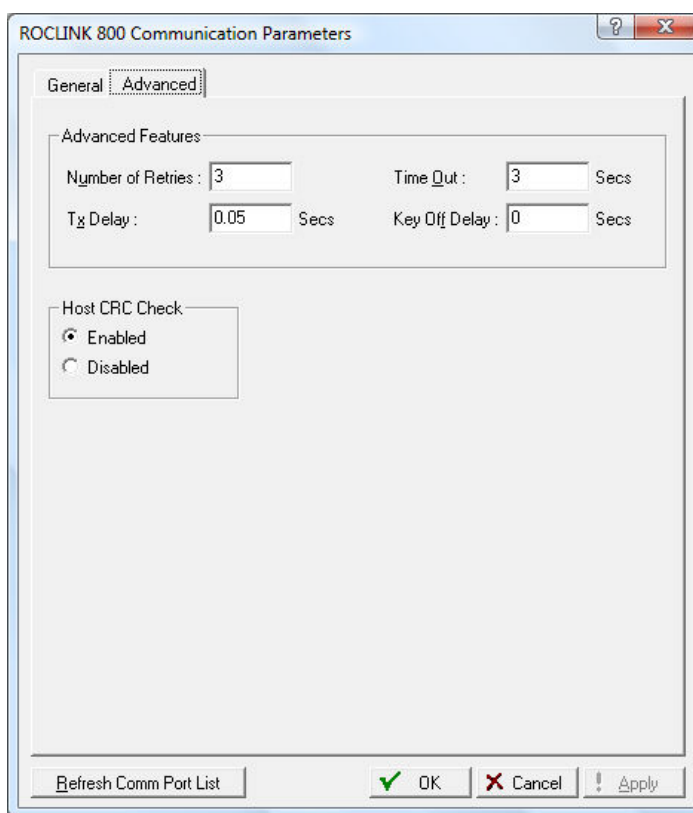 ROCLINK 800 Communication Parameters
General Advanced
Advanced Features
Number of Retries : 3 Time Out : 3 Secs
Tx Delay : 0.05 Secs Key Off Delay : 0 Secs
Host CRC Check
Enabled
Disabled
Refresh Comm Port List OK Cancel Apply